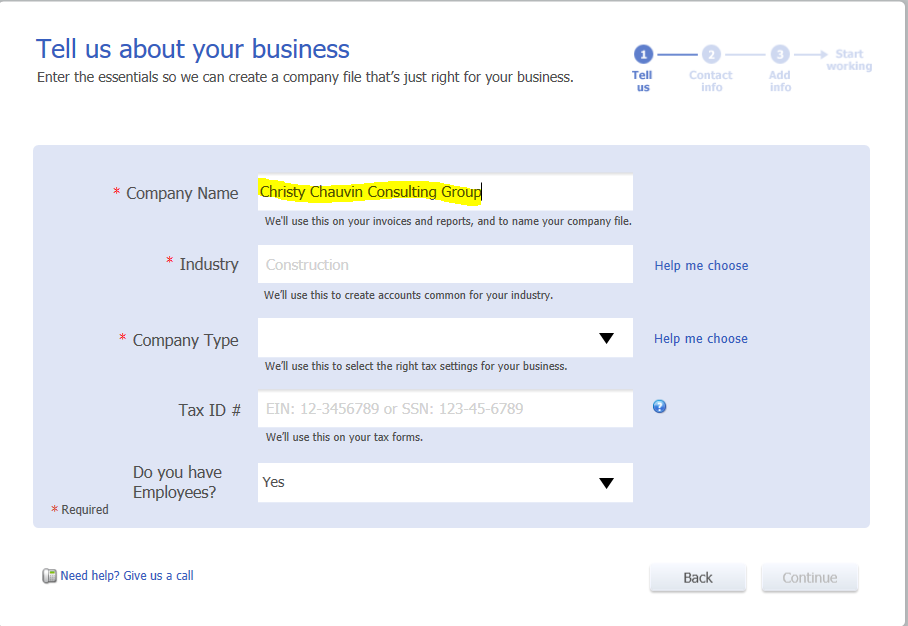 Tell us about your business
Enter the essentials so we can create a company file that's just right for your business.
1 2 3 Start working
Tell us
Contact info
Add info
* Company Name Christy Chauvin Consulting Group
We'll use this on your invoices and reports, and to name your company file.
* Industry Construction Help me choose
We'll use this to create accounts common for your industry.
* Company Type Help me choose
We'll use this to select the right tax settings for your business.
Tax ID # EIN: 12-3456789 or SSN: 123-45-6789 ?
We'll use this on your tax forms.
Do you have
Employees? Yes
* Required
Need help? Give us a call Back Continue